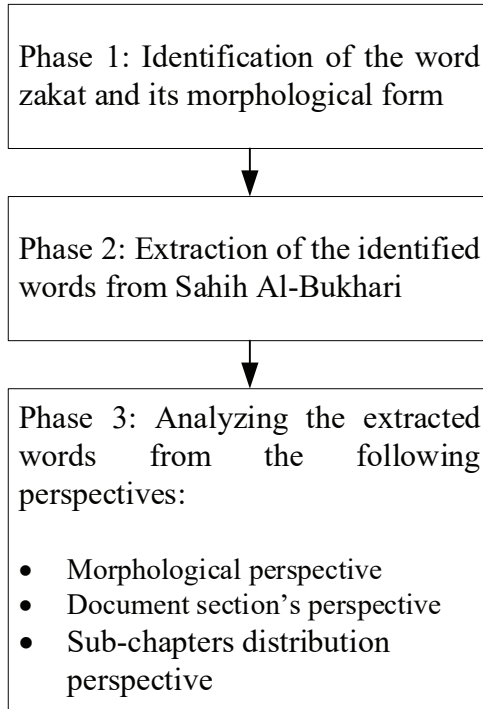 Phase 1: Identification of the word
zakat and its morphological form
Phase 2: Extraction of the identified
words from Sahih Al-Bukhari
Phase 3: Analyzing the extracted
words from the following
perspectives:
• Morphological perspective
• Document section's perspective
• Sub-chapters distribution
perspective